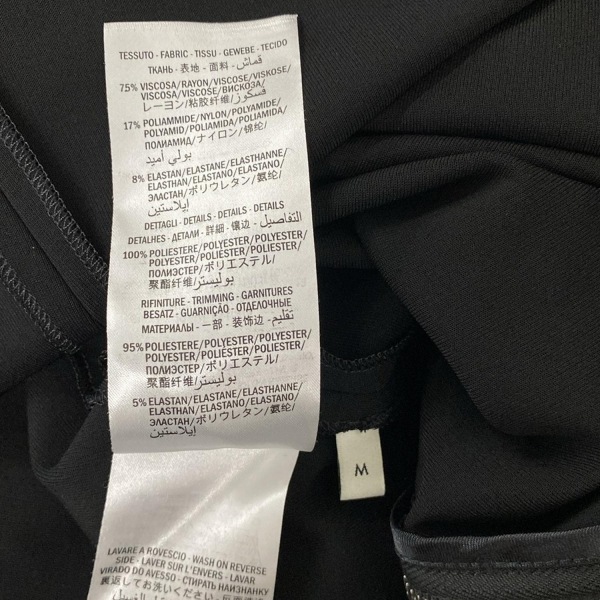 TESSUTO - FABRIC - TISSU - GEWEBE - TECIDO
ТКАНЬ - 表地 - 面料 - قماش
75% VISCOSA/RAYON/VISCOSE/VISKOSE/
VISCOSA/VISCOSE/ВИСКОЗА/
レーヨン/粘胶纤维/فسكوز
17% POLIAMMIDE/NYLON/POLYAMIDE/
POLYAMID/POLIAMIDA/POLIAMIDA/
ПОЛИАМИД/ナイロン/锦纶/
بولي أميد
8% ELASTAN/ELASTANE/ELASTHANNE/
ELASTHAN/ELASTANO/ELASTANO/
ЭЛАСТАН/ポリウレタン/氨纶/
إيلاستين
DETTAGLI - DETAILS - DETAILS - DETAILS
DETALHES - ДЕТАЛИ - 詳細 - 镶边 - التفاصيل
100% POLIESTERE/POLYESTER/POLYESTER/
POLYESTER/POLIESTER/POLIESTER/
ПОЛИЭСТЕР/ポリエステル/
聚酯纤维/بوليستر
RIFINITURE - TRIMMING - GARNITURES
BESATZ - GUARNIÇÃO - ОТДЕЛОЧНЫЕ
МАТЕРИАЛЫ - 一部 - 装饰边 - تقليم
95% POLIESTERE/POLYESTER/POLYESTER/
POLYESTER/POLIESTER/POLIESTER/
ПОЛИЭСТЕР/ポリエステル/
聚酯纤维/بوليستر
5% ELASTAN/ELASTANE/ELASTHANNE/
ELASTHAN/ELASTANO/ELASTANO/
ЭЛАСТАН/ポリウレタン/氨纶/
إيلاستين
M
LAVARE A ROVESCIO - WASH ON REVERSE
SIDE - LAVER SUR L'ENVERS - LAVAR
VIRADO DO AVESSO - СТИРАТЬ НАИЗНАНКУ
裏返してお洗いください